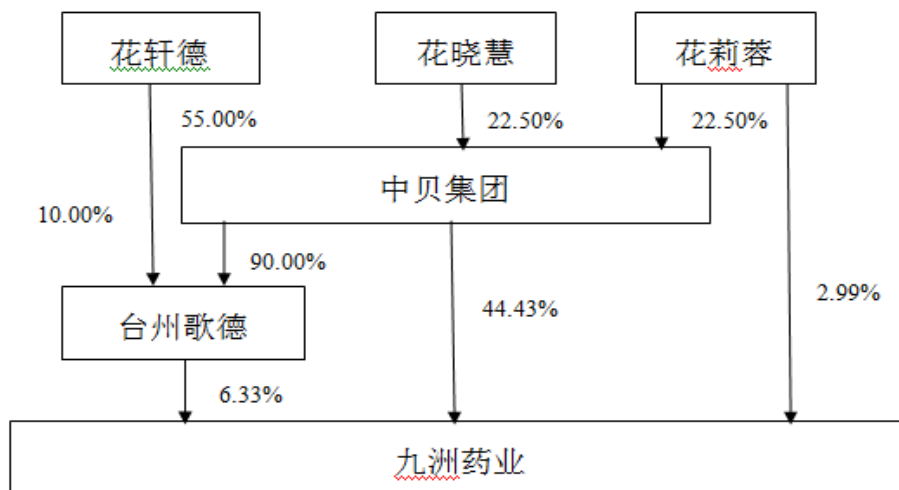 花轩德
花晓慧
花莉蓉
55.00%
22.50%
22.50%
中贝集团
10.00%
90.00%
44.43%
2.99%
台州歌德
6.33%
九洲药业